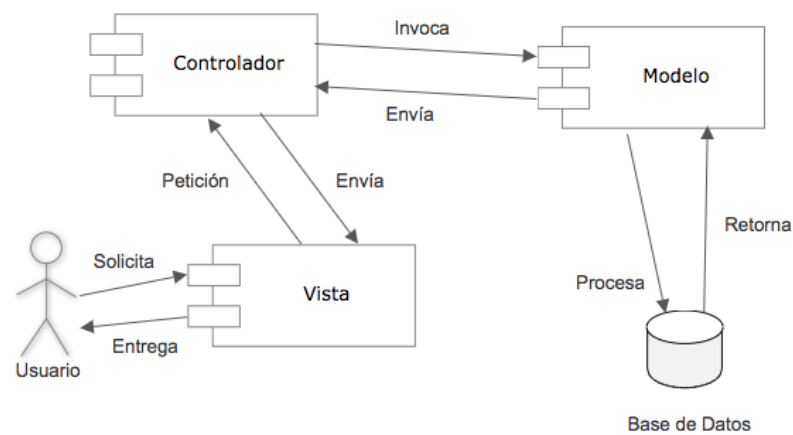 Invoca
Controlador
Modelo
Envía
Petición
Envía
Retorna
Solicita
Procesa
Vista
Entrega
Usuario
Base de Datos